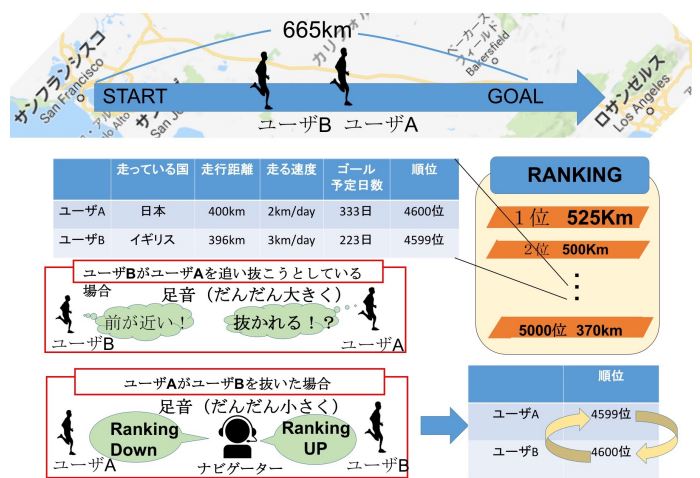 665km
サンフランシスコ
San Francisco
START
GOAL
ユーザB
ユーザA
カリフォル
ベーカース
フィールド
Bakersfield
ロサンゼルス
Los Angeles
走っている国 走行距離 走る速度 ゴール予定日数 順位
ユーザA 日本 400km 2km/day 333日 4600位
ユーザB イギリス 396km 3km/day 223日 4599位
RANKING
1位 525Km
2位 500Km
5000位 370km
ユーザBがユーザAを追い抜こうとしている
場合
足音（だんだん大きく）
前が近い！
抜かれる！？
ユーザB
ユーザA
ユーザAがユーザBを抜いた場合
足音（だんだん小さく）
Ranking
Down
Ranking
UP
ユーザA
ナビゲーター
ユーザB
順位
ユーザA 4599位
ユーザB 4600位